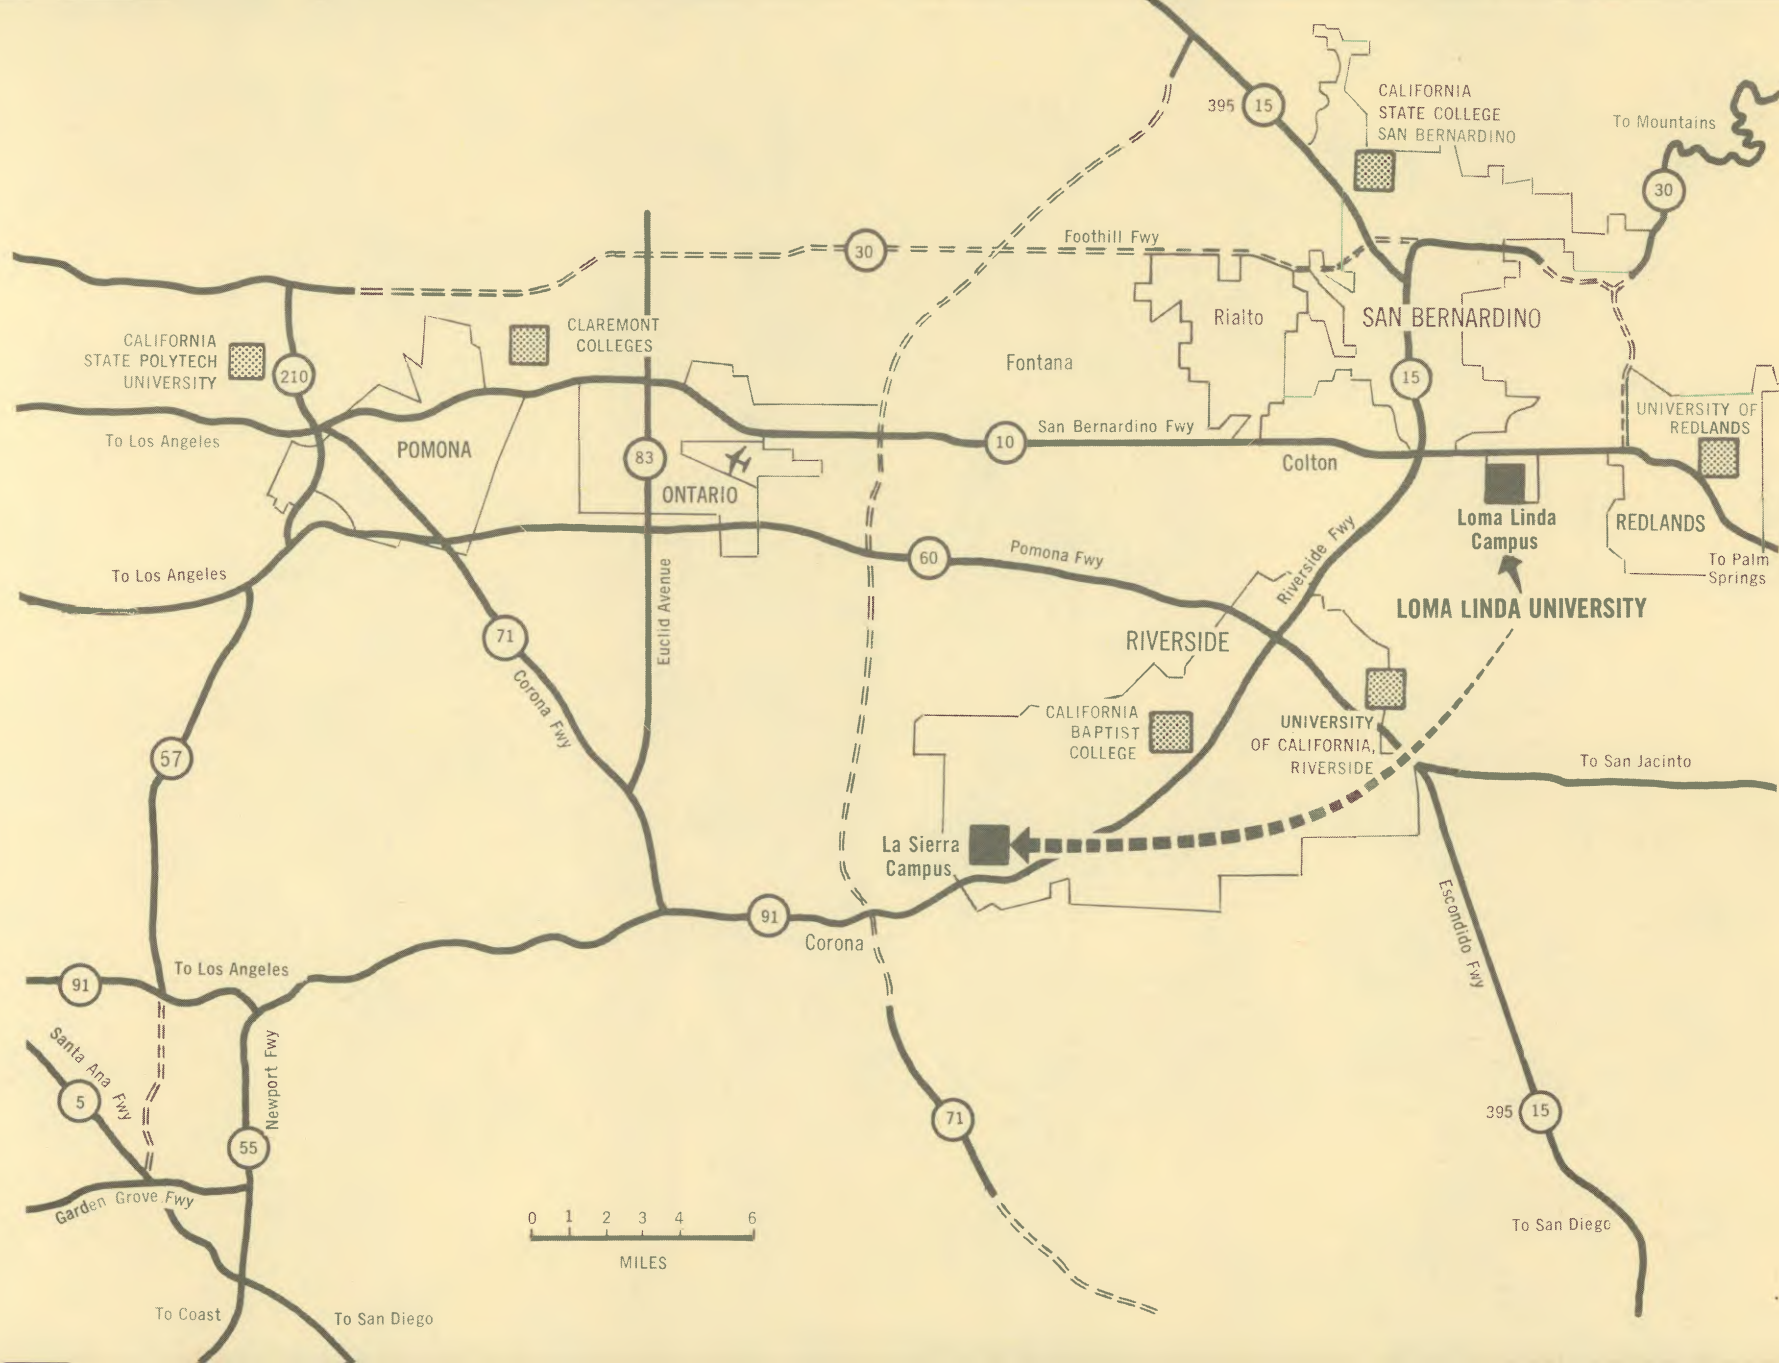 CALIFORNIA
STATE COLLEGE
SAN BERNARDINO
395
15
To Mountains
30
30
Foothill Fwy
Rialto
SAN BERNARDINO
CALIFORNIA
STATE POLYTECH
UNIVERSITY
CLAREMONT
COLLEGES
210
Fontana
15
UNIVERSITY OF
REDLANDS
To Los Angeles
POMONA
83
10
San Bernardino Fwy
Colton
ONTARIO
Loma Linda
Campus
REDLANDS
To Palm
Springs
To Los Angeles
60
Pomona Fwy
Riverside Fwy
LOMA LINDA UNIVERSITY
Euclid Avenue
71
Corona Fwy
RIVERSIDE
CALIFORNIA
BAPTIST
COLLEGE
UNIVERSITY
OF CALIFORNIA,
RIVERSIDE
57
To San Jacinto
La Sierra
Campus
91
Corona
Escondido Fwy
91
To Los Angeles
Santa Ana Fwy
5
Newport Fwy
55
71
395
15
Garden Grove Fwy
0 1 2 3 4 6
MILES
To San Diego
To Coast
To San Diego